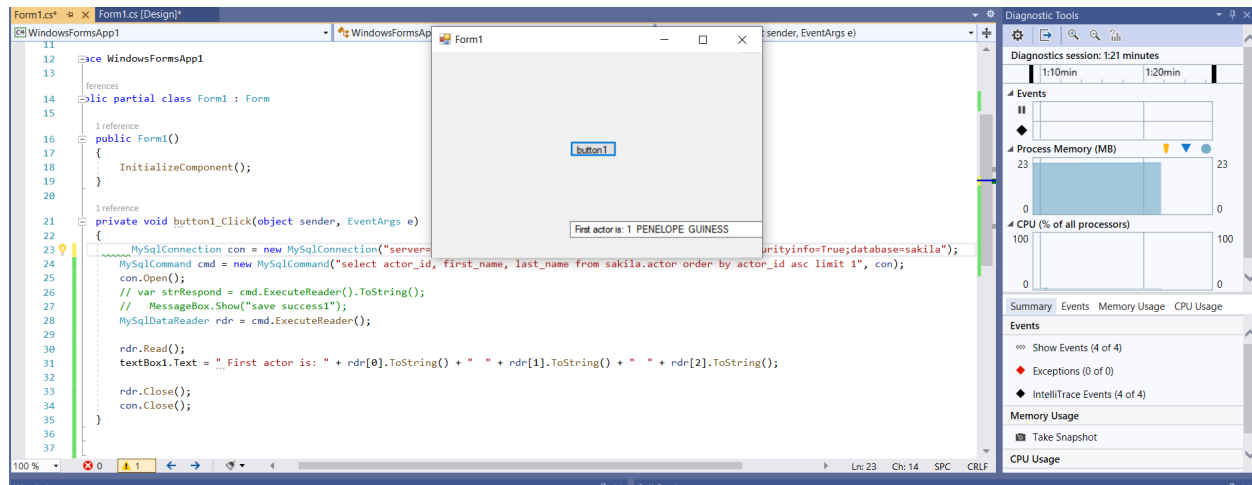 Form1.cs* Form1.cs [Design]*
C# WindowsFormsApp1 WindowsFormsAp t sender, EventArgs e)
11
12 ace WindowsFormsApp1
13
ferences
14 blic partial class Form1 : Form
15
1 reference
16 public Form1()
17 {
18 InitializeComponent();
19 }
20
1 reference
21 private void button1_Click(object sender, EventArgs e)
22 {
23 MySqlConnection con = new MySqlConnection("server= urityinfo=True;database=sakila");
24 MySqlCommand cmd = new MySqlCommand("select actor_id, first_name, last_name from sakila.actor order by actor_id asc limit 1", con);
25 con.Open();
26 // var strRespond = cmd.ExecuteReader().ToString();
27 // MessageBox.Show("save success1");
28 MySqlDataReader rdr = cmd.ExecuteReader();
29
30 rdr.Read();
31 textBox1.Text = " First actor is: " + rdr[0].ToString() + "  " + rdr[1].ToString() + "  " + rdr[2].ToString();
32
33 rdr.Close();
34 con.Close();
35 }
36
37
100 % 0 1 Ln: 23 Ch: 14 SPC CRLF
Form1
button1
First actor is: 1 PENELOPE GUINESS
Diagnostic Tools
Diagnostics session: 1:21 minutes
1:10min 1:20min
Events
Process Memory (MB)
23 23
0 0
CPU (% of all processors)
100 100
0 0
Summary Events Memory Usage CPU Usage
Events
Show Events (4 of 4)
Exceptions (0 of 0)
IntelliTrace Events (4 of 4)
Memory Usage
Take Snapshot
CPU Usage